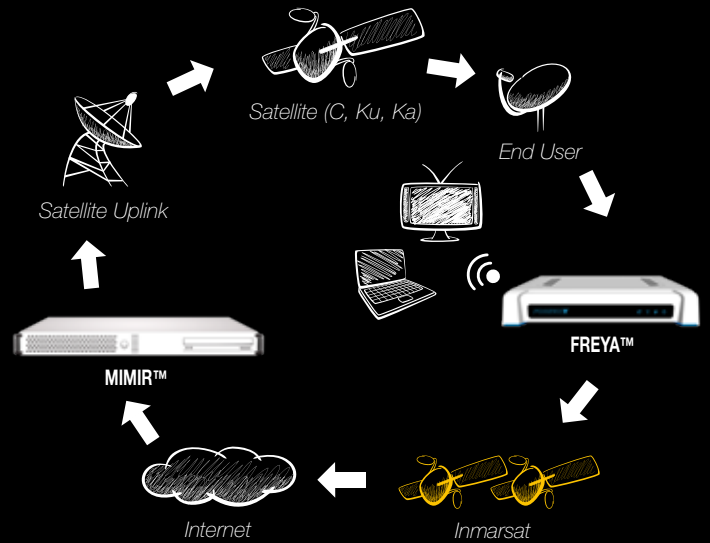 Satellite (C, Ku, Ka)
End User
Satellite Uplink
FREYA™
MIMIR™
Internet
Inmarsat